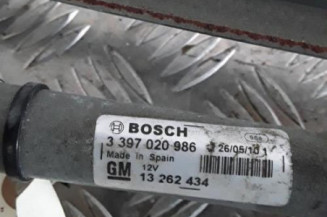 BOSCH
3 397 020 986 26/05/10
Made in Spain
12V
GM 13 262 434